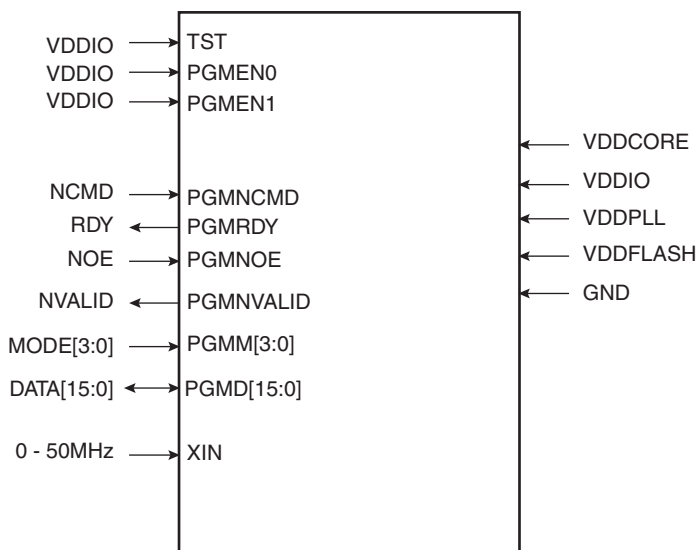 VDDIO TST
VDDIO PGMEN0
VDDIO PGMEN1
VDDCORE
VDDIO
NCMD PGMNCMD
VDDPLL
RDY PGMRDY
VDDFLASH
NOE PGMNOE
GND
NVALID PGMNVALID
MODE[3:0] PGMM[3:0]
DATA[15:0] PGMD[15:0]
0 - 50MHz XIN